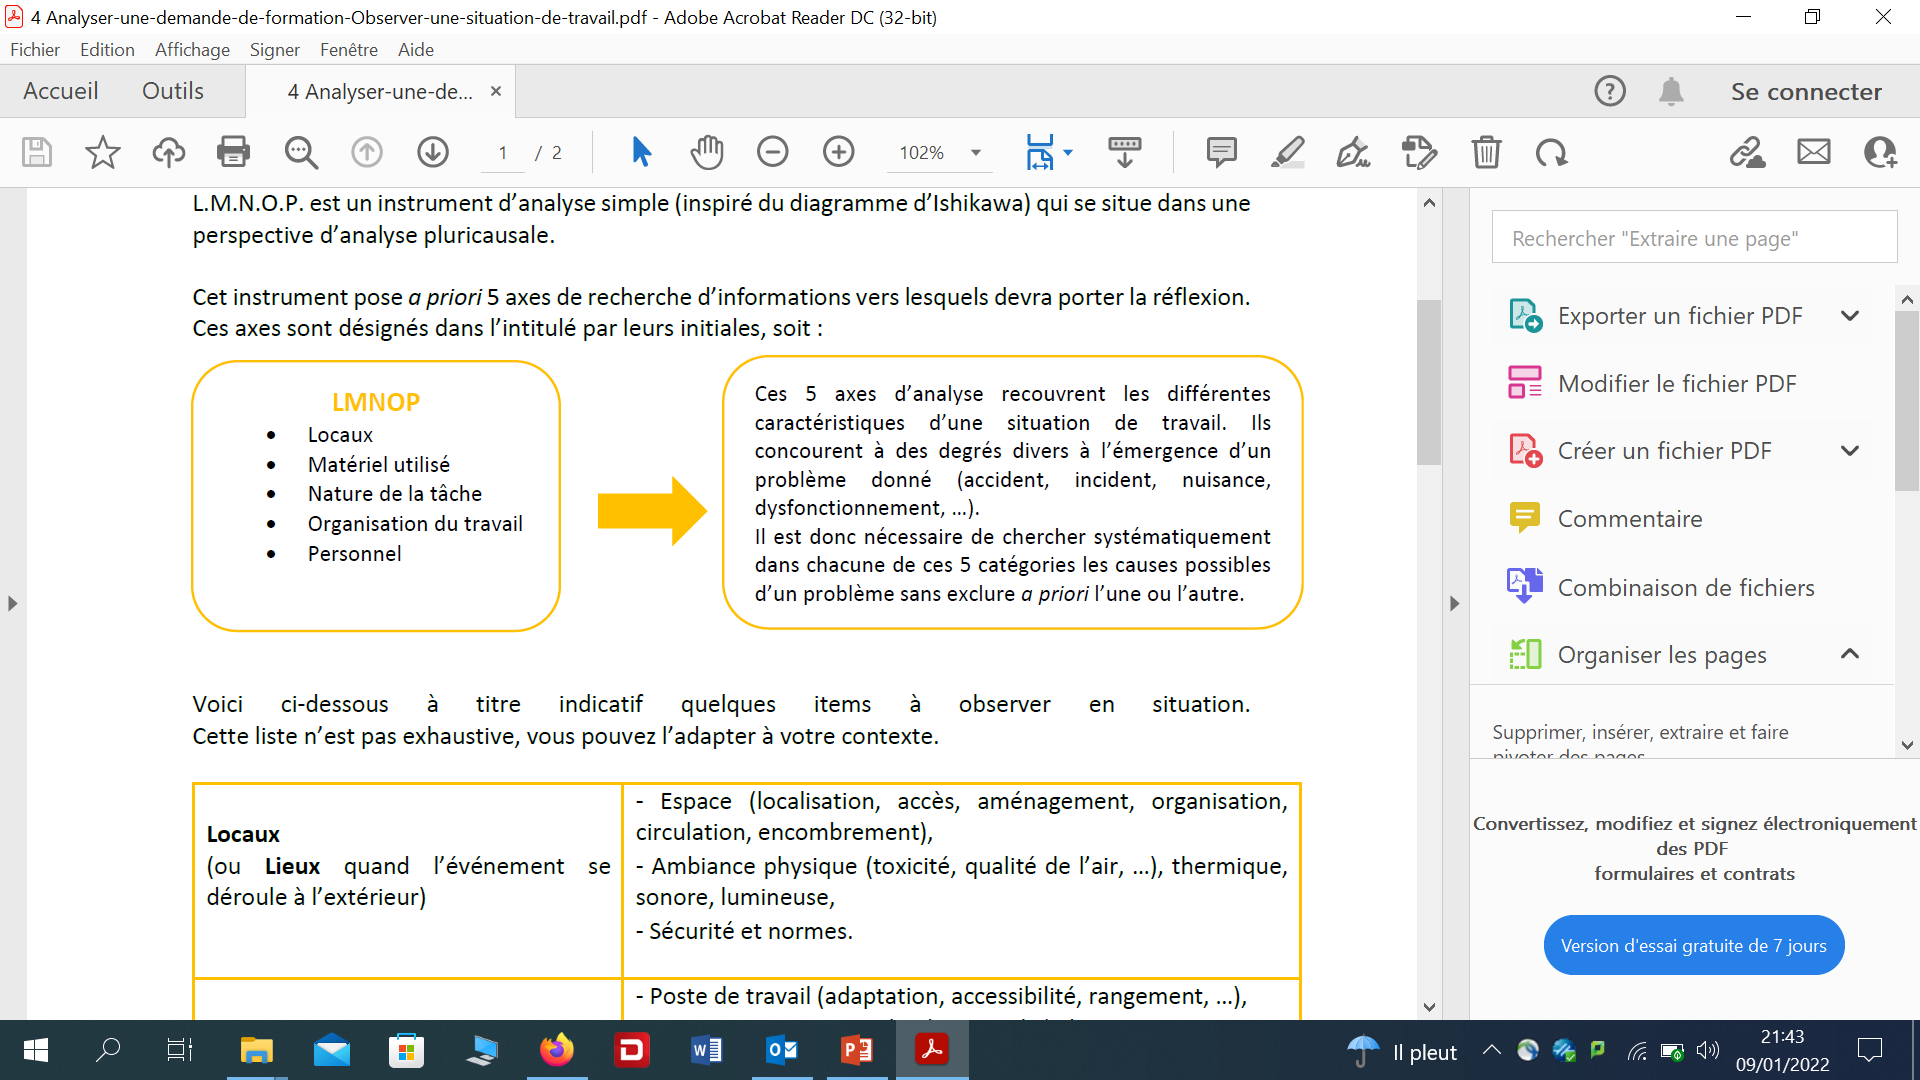 4 Analyser-une-demande-de-formation-Observer-une-situation-de-travail.pdf - Adobe Acrobat Reader DC (32-bit)
Fichier Edition Affichage Signer Fenêtre Aide
Accueil Outils 4 Analyser-une-de... × Se connecter
1 / 2 102%
L.M.N.O.P. est un instrument d’analyse simple (inspiré du diagramme d’Ishikawa) qui se situe dans une
perspective d’analyse pluricausale.
Cet instrument pose a priori 5 axes de recherche d’informations vers lesquels devra porter la réflexion.
Ces axes sont désignés dans l’intitulé par leurs initiales, soit :
LMNOP
• Locaux
• Matériel utilisé
• Nature de la tâche
• Organisation du travail
• Personnel
Ces 5 axes d’analyse recouvrent les différentes
caractéristiques d’une situation de travail. Ils
concourent à des degrés divers à l’émergence d’un
problème donné (accident, incident, nuisance,
dysfonctionnement, …).
Il est donc nécessaire de chercher systématiquement
dans chacune de ces 5 catégories les causes possibles
d’un problème sans exclure a priori l’une ou l’autre.
Voici ci-dessous à titre indicatif quelques items à observer en situation.
Cette liste n’est pas exhaustive, vous pouvez l’adapter à votre contexte.
Locaux
(ou Lieux quand l’événement se
déroule à l’extérieur)
- Espace (localisation, accès, aménagement, organisation,
circulation, encombrement),
- Ambiance physique (toxicité, qualité de l’air, …), thermique,
sonore, lumineuse,
- Sécurité et normes.
- Poste de travail (adaptation, accessibilité, rangement, …),
Rechercher "Extraire une page"
Exporter un fichier PDF
Modifier le fichier PDF
Créer un fichier PDF
Commentaire
Combinaison de fichiers
Organiser les pages
Supprimer, insérer, extraire et faire
pivoter des pages
Convertissez, modifiez et signez électroniquement
des PDF
formulaires et contrats
Version d'essai gratuite de 7 jours
Il pleut
21:43
09/01/2022